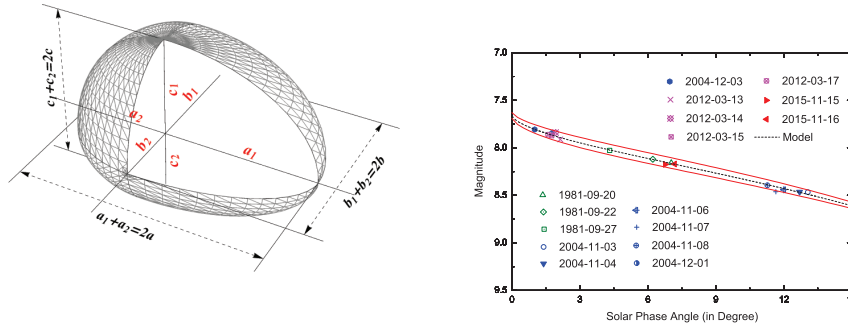 c1+c2=2c
c1
b1
a2
b2
c2
a1
a1+a2=2a
b1+b2=2b
7.0
7.5
8.0
8.5
9.0
9.5
Magnitude
2004-12-03
2012-03-13
2012-03-14
2012-03-15
2012-03-17
2015-11-15
2015-11-16
Model
1981-09-20
1981-09-22
1981-09-27
2004-11-03
2004-11-04
2004-11-06
2004-11-07
2004-11-08
2004-12-01
0 3 6 9 12
Solar Phase Angle (in Degree)